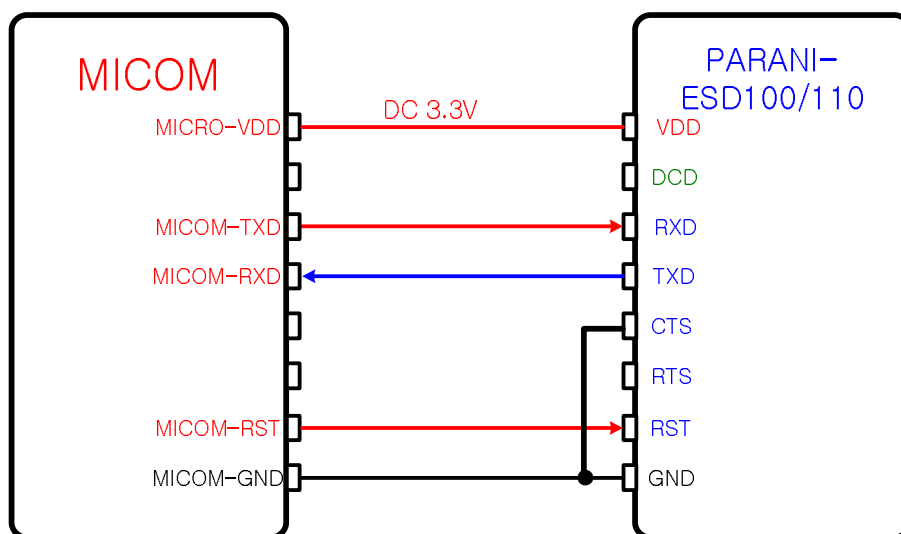 MICOM
PARANI-
ESD100/110
DC 3.3V
MICRO-VDD
VDD
DCD
MICOM-TXD
RXD
MICOM-RXD
TXD
CTS
RTS
MICOM-RST
RST
MICOM-GND
GND